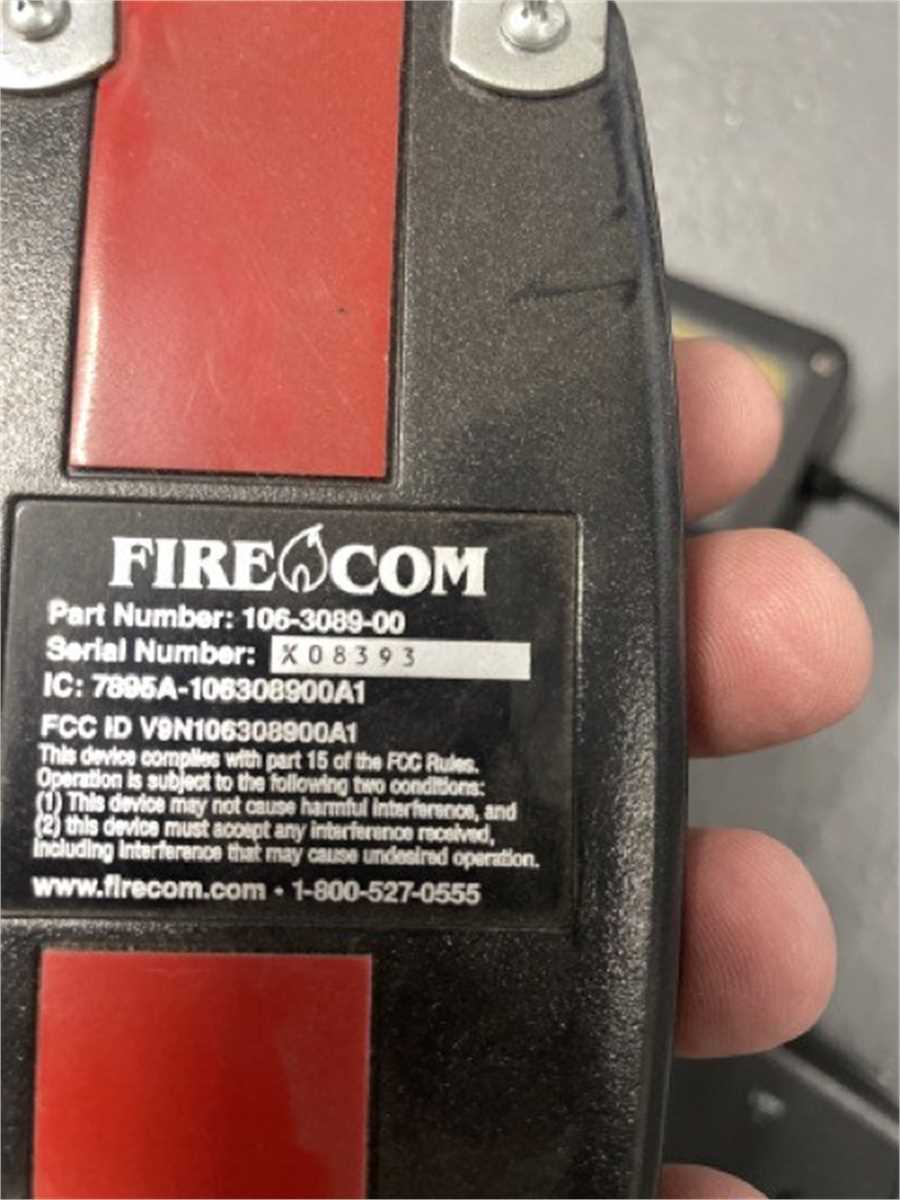 FIRECOM
Part Number: 106-3089-00
Serial Number: X08393
IC: 7895A-106308900A1
FCC ID V9N106308900A1
This device complies with part 15 of the FCC Rules.
Operation is subject to the following two conditions:
(1) This device may not cause harmful interference, and
(2) this device must accept any interference received,
including interference that may cause undesired operation.
www.firecom.com • 1-800-527-0555